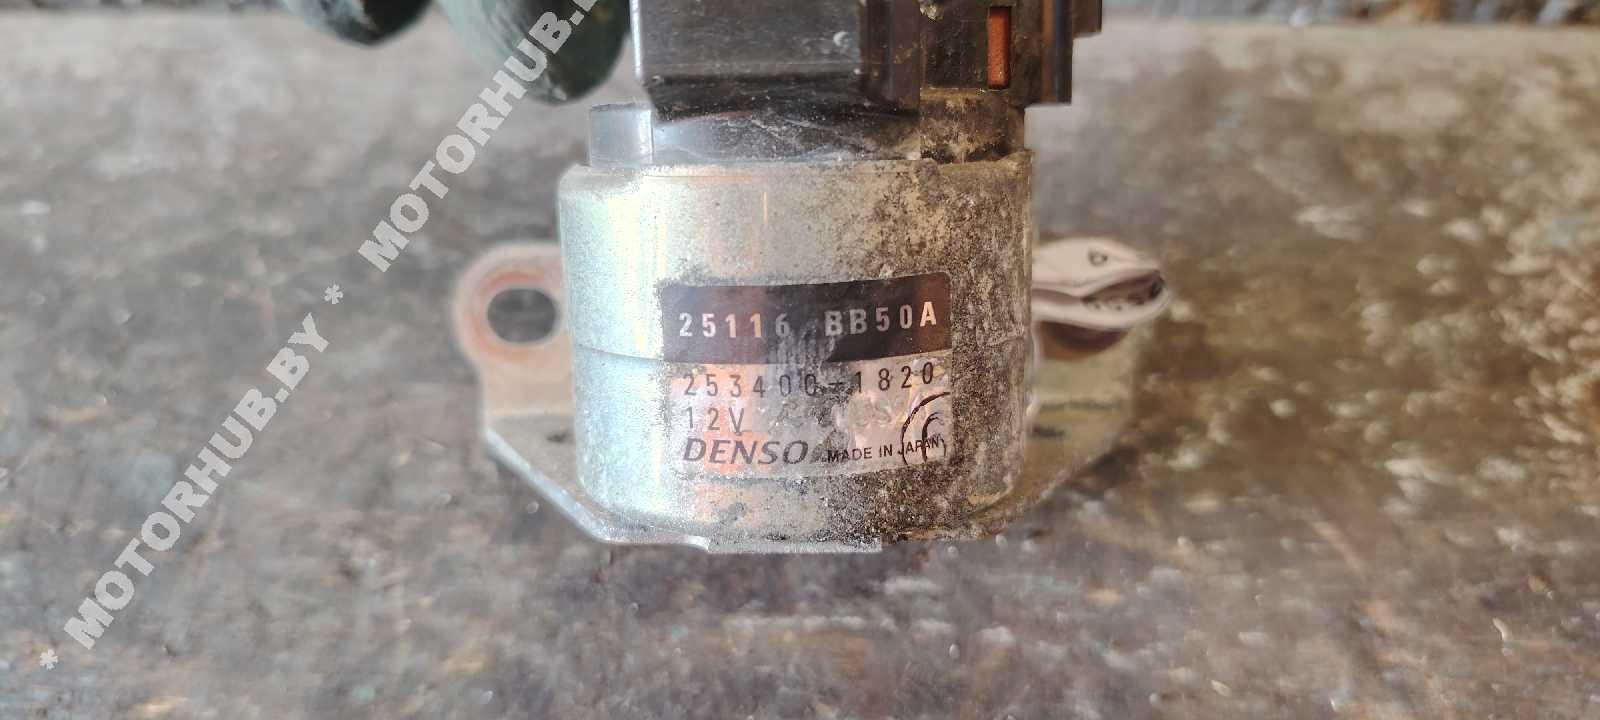 25116 BB50A
253400-1820
12V
DENSO MADE IN JAPAN
* MOTORHUB.BY * MOTORHUB.B